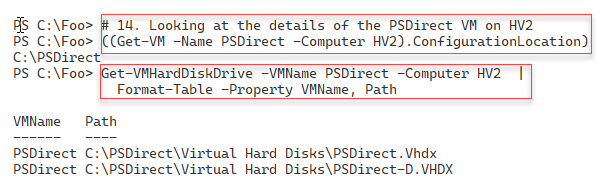 PS C:\Foo> # 14. Looking at the details of the PSDirect VM on HV2
PS C:\Foo> ((Get-VM -Name PSDirect -Computer HV2).ConfigurationLocation)
C:\PSDirect
PS C:\Foo> Get-VMHardDiskDrive -VMName PSDirect -Computer HV2 |
Format-Table -Property VMName, Path
VMName Path
------ ----
PSDirect C:\PSDirect\Virtual Hard Disks\PSDirect.Vhdx
PSDirect C:\PSDirect\Virtual Hard Disks\PSDirect-D.VHDX